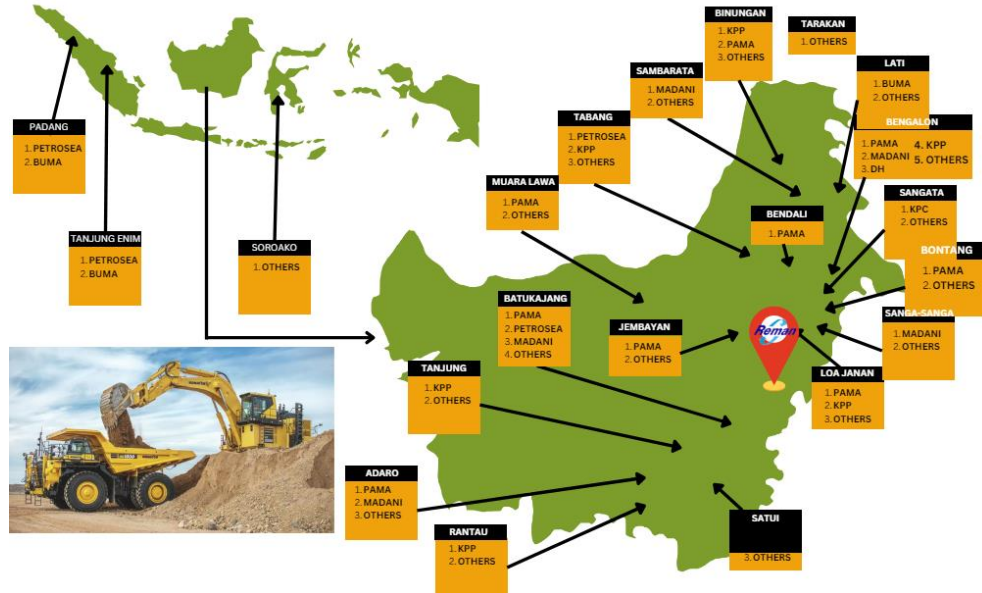 PADANG
1. PETROSEA
2. BUMA
TANJUNG ENIM
1. PETROSEA
2. BUMA
SOROAKO
1. OTHERS
BINUNGAN
1. KPP
2. PAMA
3. OTHERS
TARAKAN
1. OTHERS
SAMBARATA
1. MADANI
2. OTHERS
LATI
1. BUMA
2. OTHERS
TABANG
1. PETROSEA
2. KPP
3. OTHERS
BENGALON
1. PAMA 4. KPP
2. MADANI 5. OTHERS
3. DH
MUARA LAWA
1. PAMA
2. OTHERS
BENDALI
1. PAMA
SANGATA
1. KPC
2. OTHERS
BONTANG
1. PAMA
2. OTHERS
BATUKAJANG
1. PAMA
2. PETROSEA
3. MADANI
4. OTHERS
JEMBAYAN
1. PAMA
2. OTHERS
Reman
SANGA-SANGA
1. MADANI
2. OTHERS
TANJUNG
1. KPP
2. OTHERS
LOA JANAN
1. PAMA
2. KPP
3. OTHERS
ADARO
1. PAMA
2. MADANI
3. OTHERS
RANTAU
1. KPP
2. OTHERS
SATUI
3. OTHERS